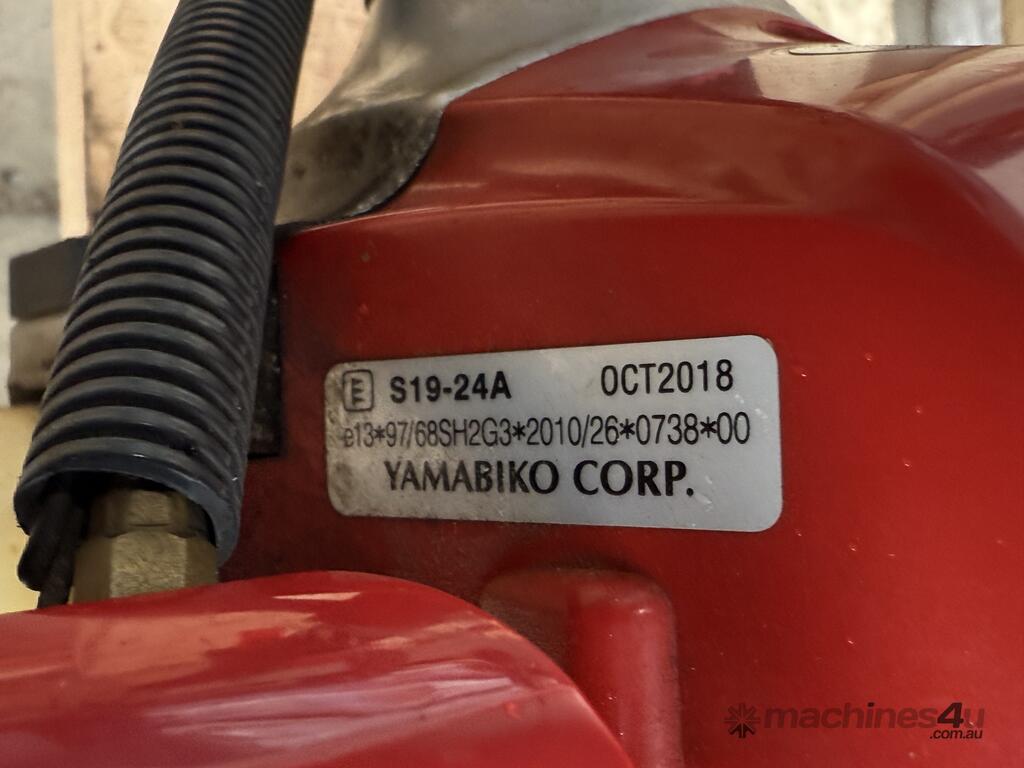 E S19-24A OCT2018
e13*97/68SH2G3*2010/26*0738*00
YAMABIKO CORP.
machines4u
.com.au